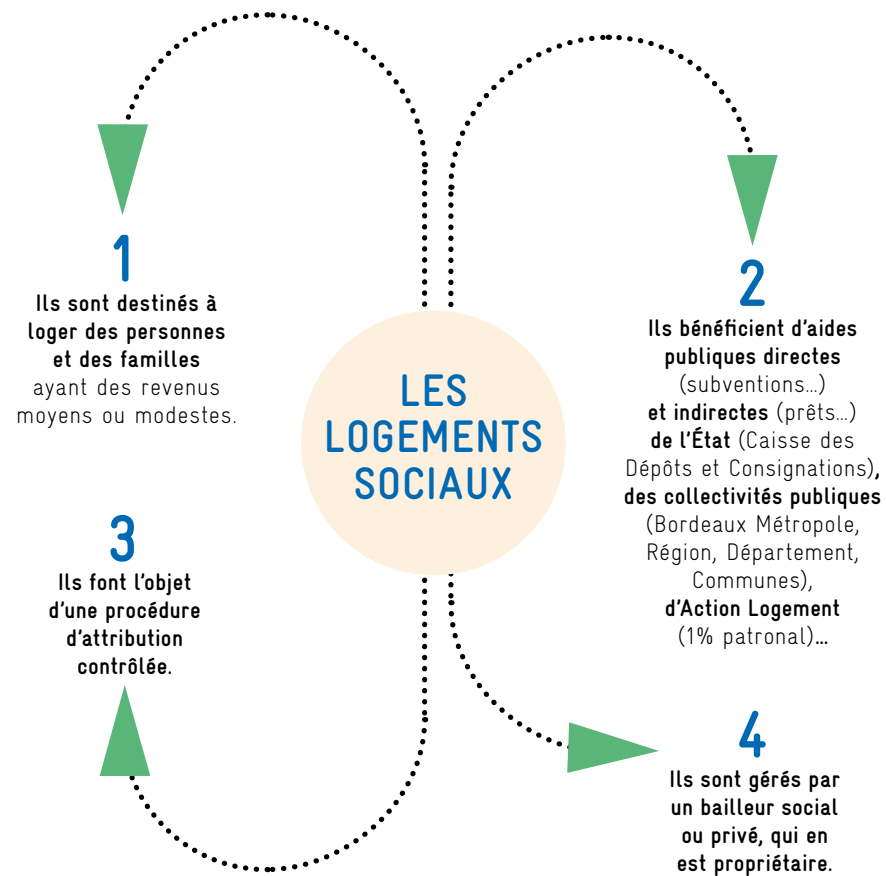 LES
LOGEMENTS
SOCIAUX
1
Ils sont destinés à
loger des personnes
et des familles
ayant des revenus
moyens ou modestes.
2
Ils bénéficient d'aides
publiques directes
(subventions...)
et indirectes (prêts...)
de l'État (Caisse des
Dépôts et Consignations),
des collectivités publiques
(Bordeaux Métropole,
Région, Département,
Communes),
d'Action Logement
(1% patronal)...
3
Ils font l'objet
d'une procédure
d'attribution
contrôlée.
4
Ils sont gérés par
un bailleur social
ou privé, qui en
est propriétaire.